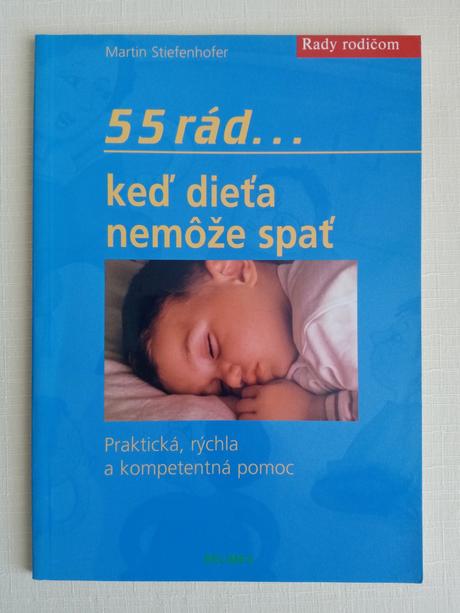 Martin Stiefenhofer
Rady rodičom
55 rád...
keď dieťa
nemôže spať
Praktická, rýchla
a kompetentná pomoc